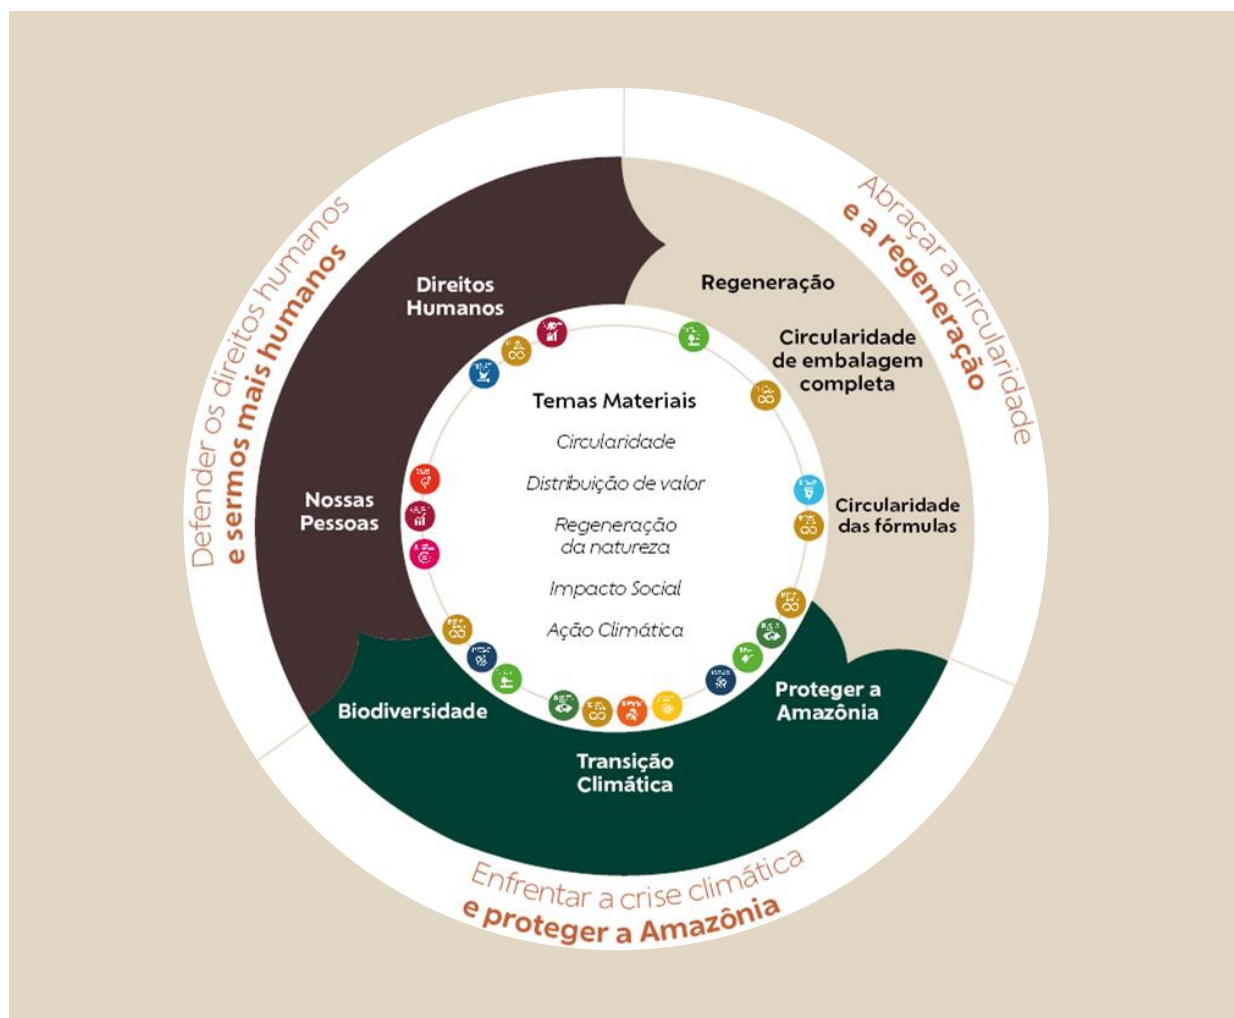 Defender os direitos humanos
e sermos mais humanos
Abraçar a circularidade
e a regeneração
Direitos
Humanos
Nossas
Pessoas
Regeneração
Circularidade
de embalagem
completa
Circularidade
das fórmulas
Temas Materiais
Circularidade
Distribuição de valor
Regeneração
da natureza
Impacto Social
Ação Climática
Biodiversidade
Transição
Climática
Proteger a
Amazônia
Enfrentar a crise climática
e proteger a Amazônia